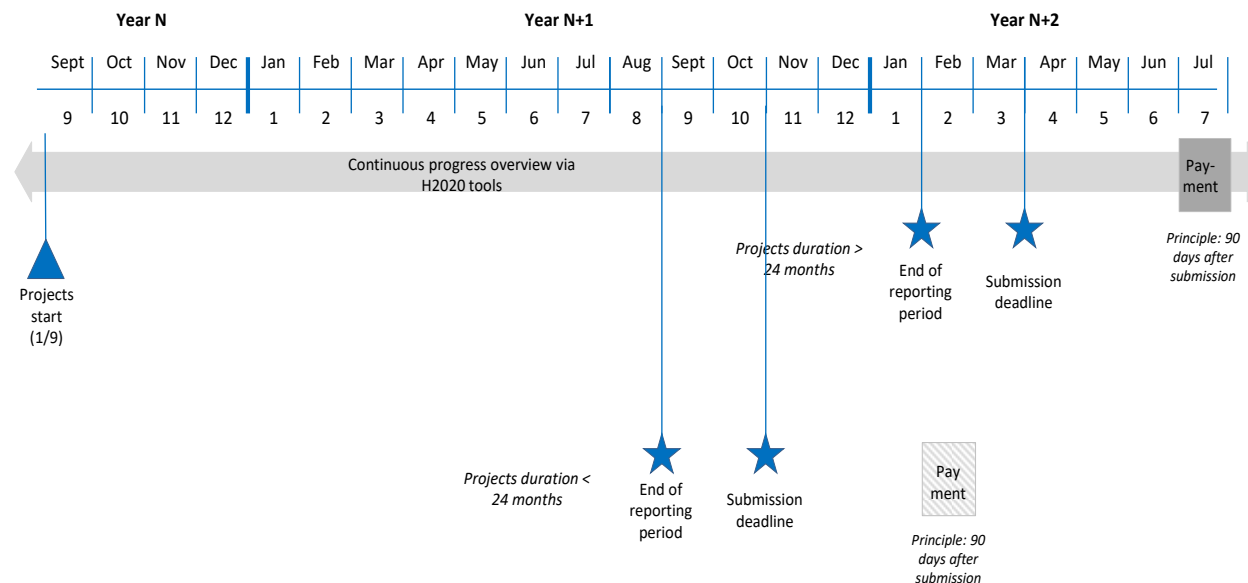 Year N
Year N+1
Year N+2
Sept Oct Nov Dec Jan Feb Mar Apr May Jun Jul Aug Sept Oct Nov Dec Jan Feb Mar Apr May Jun Jul
9 10 11 12 1 2 3 4 5 6 7 8 9 10 11 12 1 2 3 4 5 6 7
Continuous progress overview via
H2020 tools
Pay-
ment
Projects duration >
24 months
Principle: 90
days after
submission
Projects
start
(1/9)
End of
reporting
period
Submission
deadline
Projects duration <
24 months
End of
reporting
period
Submission
deadline
Pay
ment
Principle: 90
days after
submission